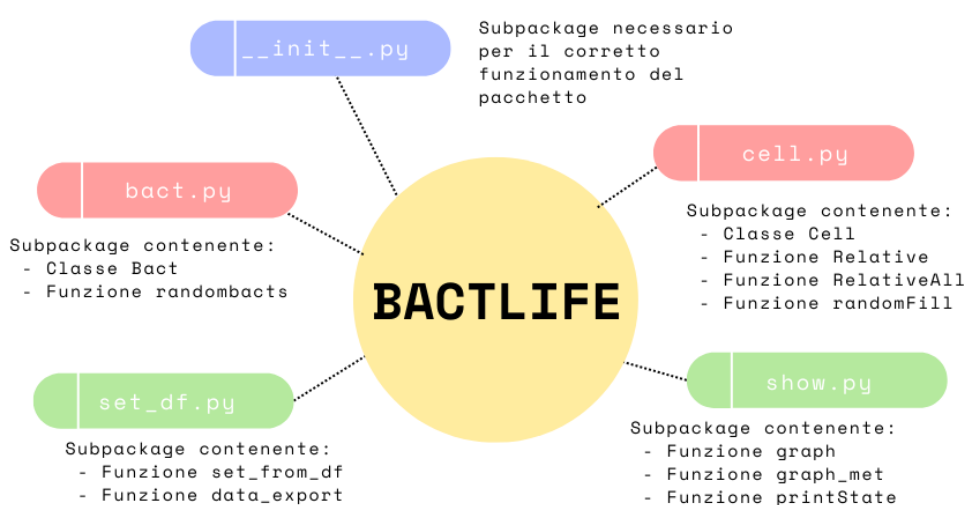 __init__.py
Subpackage necessario
per il corretto
funzionamento del
pacchetto
cell.py
Subpackage contenente:
- Classe Cell
- Funzione Relative
- Funzione RelativeAll
- Funzione randomFill
bact.py
Subpackage contenente:
- Classe Bact
- Funzione randombacts
BACTLIFE
set_df.py
Subpackage contenente:
- Funzione set_from_df
- Funzione data_export
show.py
Subpackage contenente:
- Funzione graph
- Funzione graph_met
- Funzione printState